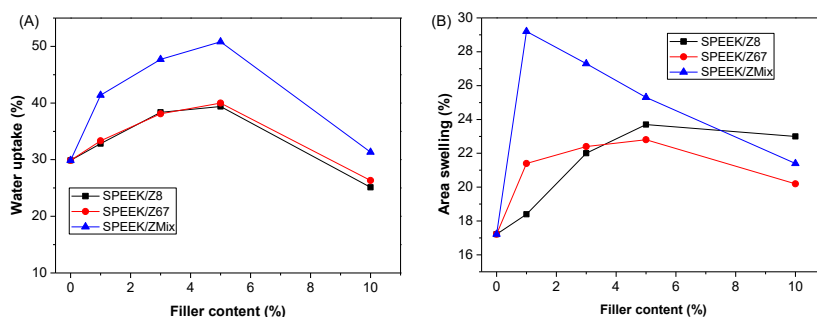 (A)
Water uptake (%)
50
40
30
20
10
SPEEK/Z8
SPEEK/Z67
SPEEK/ZMix
0
2
4
6
8
10
Filler content (%)
(B)
Area swelling (%)
30
28
26
24
22
20
18
16
SPEEK/Z8
SPEEK/Z67
SPEEK/ZMix
0
2
4
6
8
10
Filler content (%)